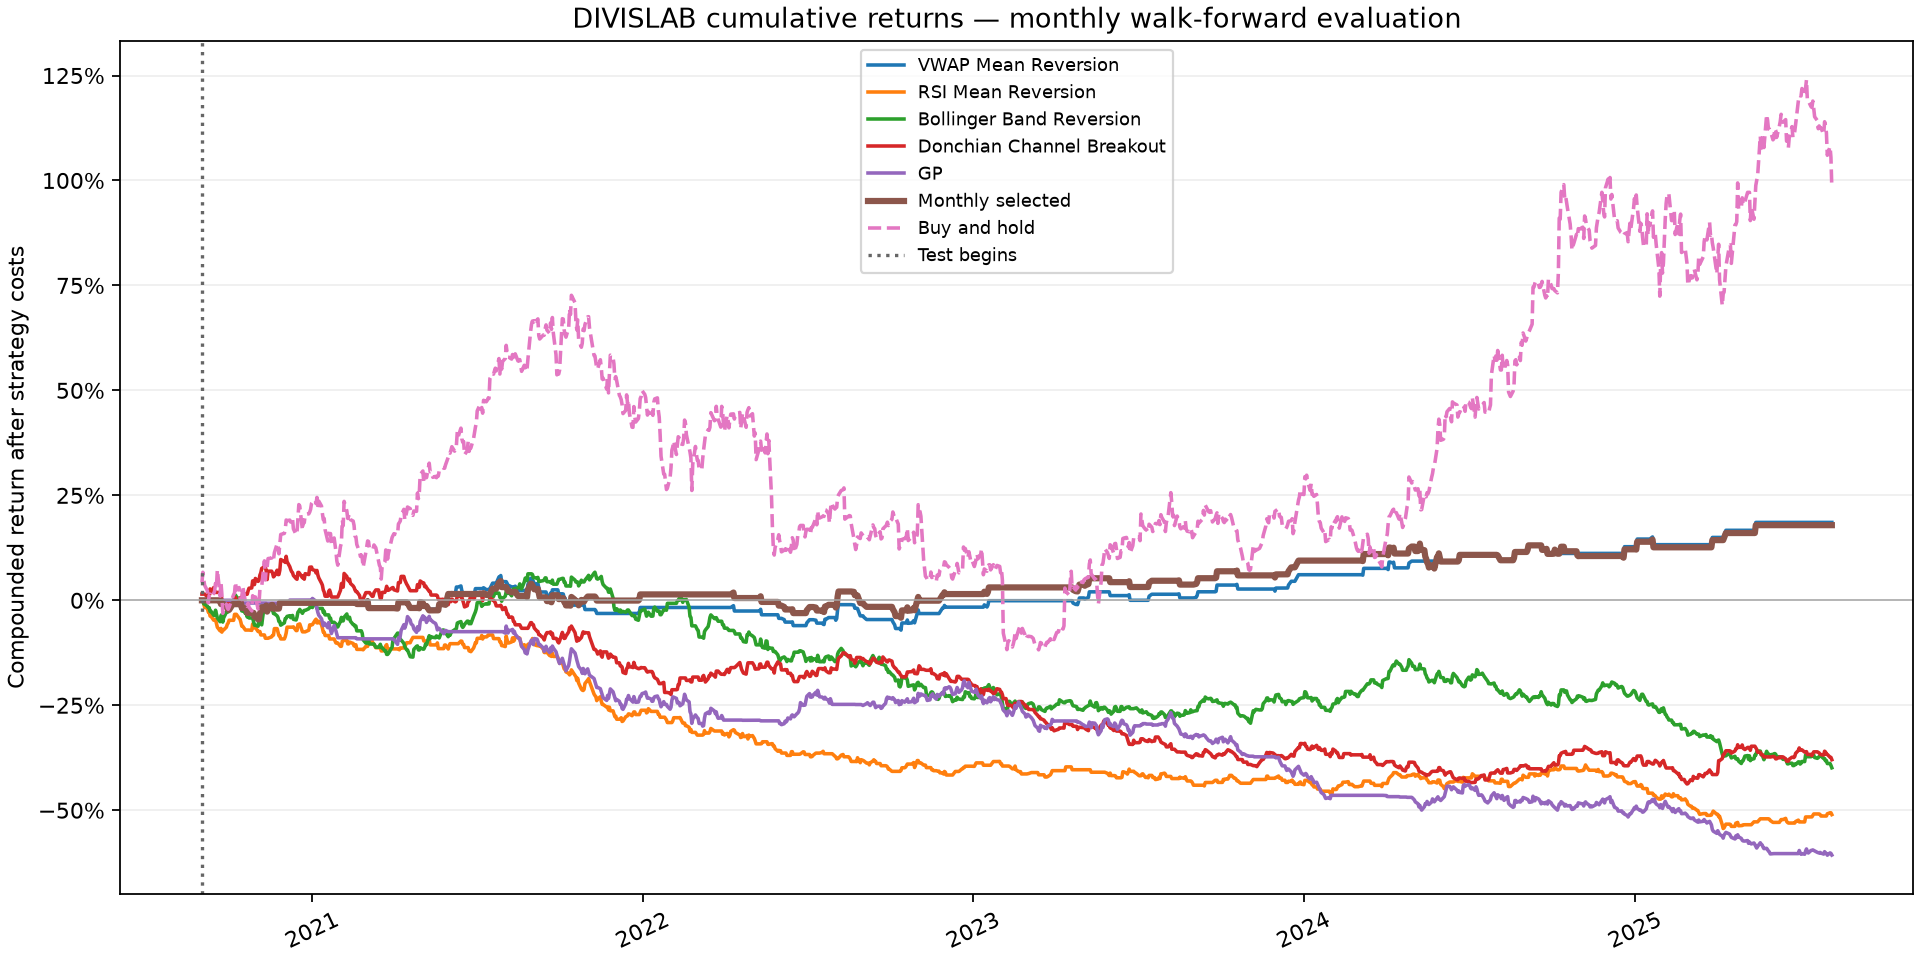 DIVISLAB cumulative returns — monthly walk-forward evaluation
Compounded return after strategy costs
125%
100%
75%
50%
25%
0%
−25%
−50%
VWAP Mean Reversion
RSI Mean Reversion
Bollinger Band Reversion
Donchian Channel Breakout
GP
Monthly selected
Buy and hold
Test begins
2021
2022
2023
2024
2025